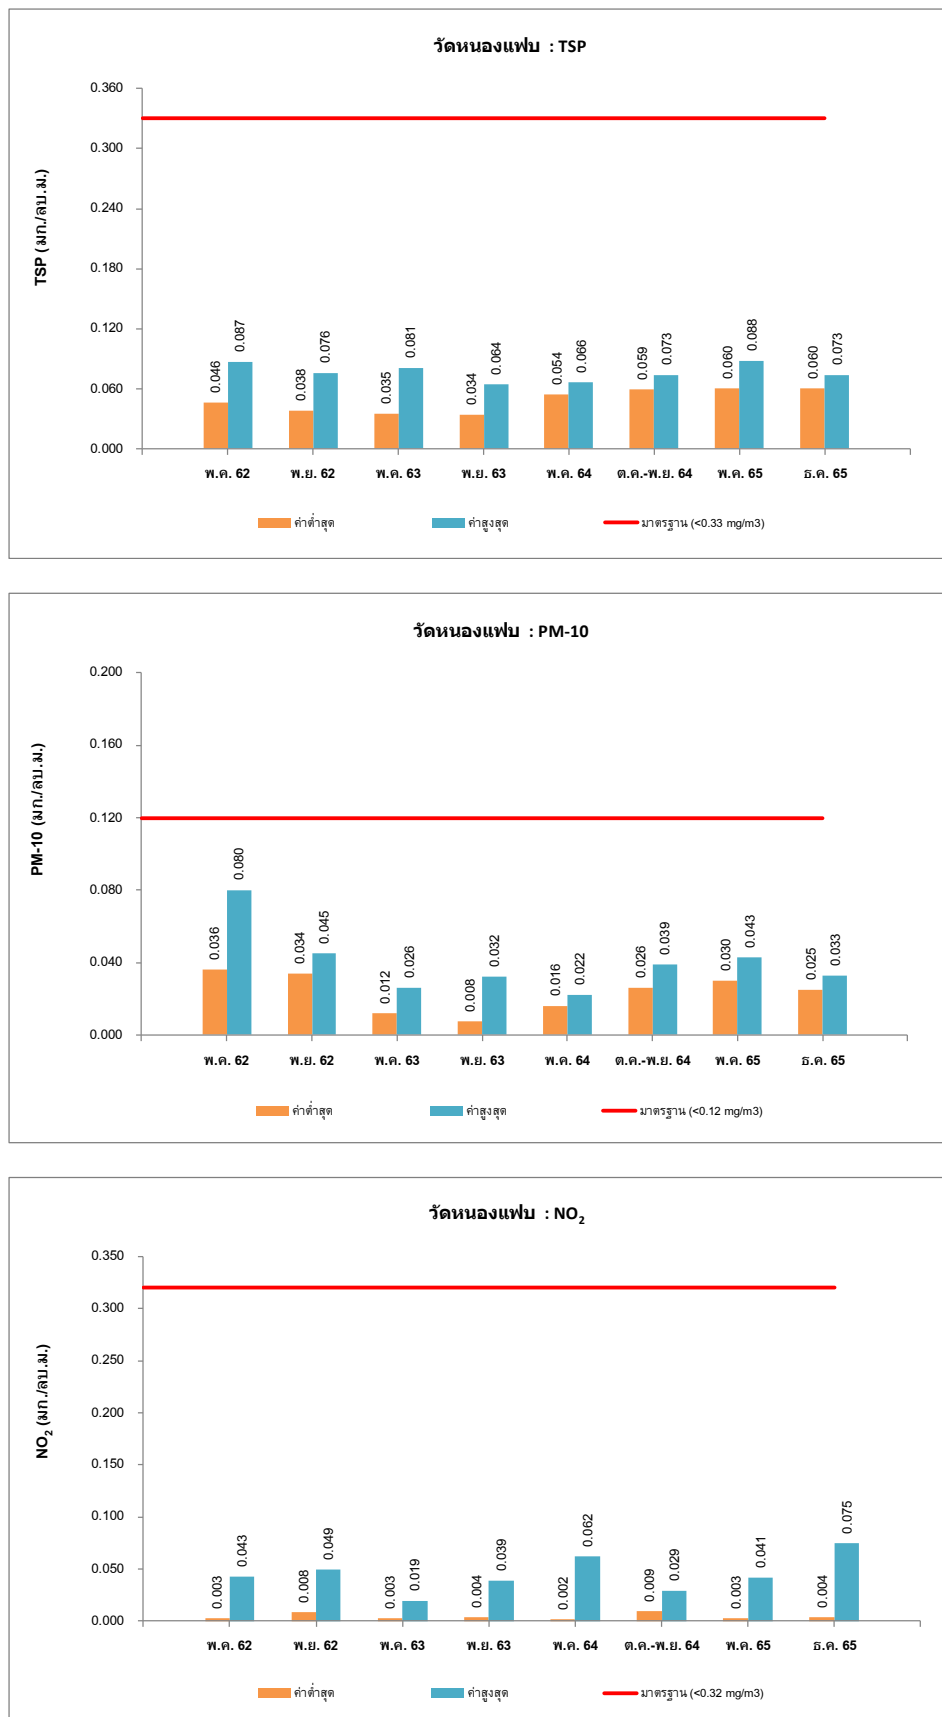 วัดหนองแฟบ : TSP
0.360
0.300
0.240
0.180
0.120
0.060
0.000
TSP ( มก./ลบ.ม.)
0.046 0.087 0.038 0.076 0.035 0.081 0.034 0.064 0.054 0.066 0.059 0.073 0.060 0.088 0.060 0.073
พ.ค. 62 พ.ย. 62 พ.ค. 63 พ.ย. 63 พ.ค. 64 ต.ค.-พ.ย. 64 พ.ค. 65 ธ.ค. 65
ค่าต่ำสุด ค่าสูงสุด มาตรฐาน (<0.33 mg/m3)
วัดหนองแฟบ : PM-10
0.200
0.160
0.120
0.080
0.040
0.000
PM-10 (มก./ลบ.ม.)
0.036 0.080 0.034 0.045 0.012 0.026 0.008 0.032 0.016 0.022 0.026 0.039 0.030 0.043 0.025 0.033
พ.ค. 62 พ.ย. 62 พ.ค. 63 พ.ย. 63 พ.ค. 64 ต.ค.-พ.ย. 64 พ.ค. 65 ธ.ค. 65
ค่าต่ำสุด ค่าสูงสุด มาตรฐาน (<0.12 mg/m3)
วัดหนองแฟบ : NO₂
0.350
0.300
0.250
0.200
0.150
0.100
0.050
0.000
NO₂ (มก./ลบ.ม.)
0.003 0.043 0.008 0.049 0.003 0.019 0.004 0.039 0.002 0.062 0.009 0.029 0.003 0.041 0.004 0.075
พ.ค. 62 พ.ย. 62 พ.ค. 63 พ.ย. 63 พ.ค. 64 ต.ค.-พ.ย. 64 พ.ค. 65 ธ.ค. 65
ค่าต่ำสุด ค่าสูงสุด มาตรฐาน (<0.32 mg/m3)